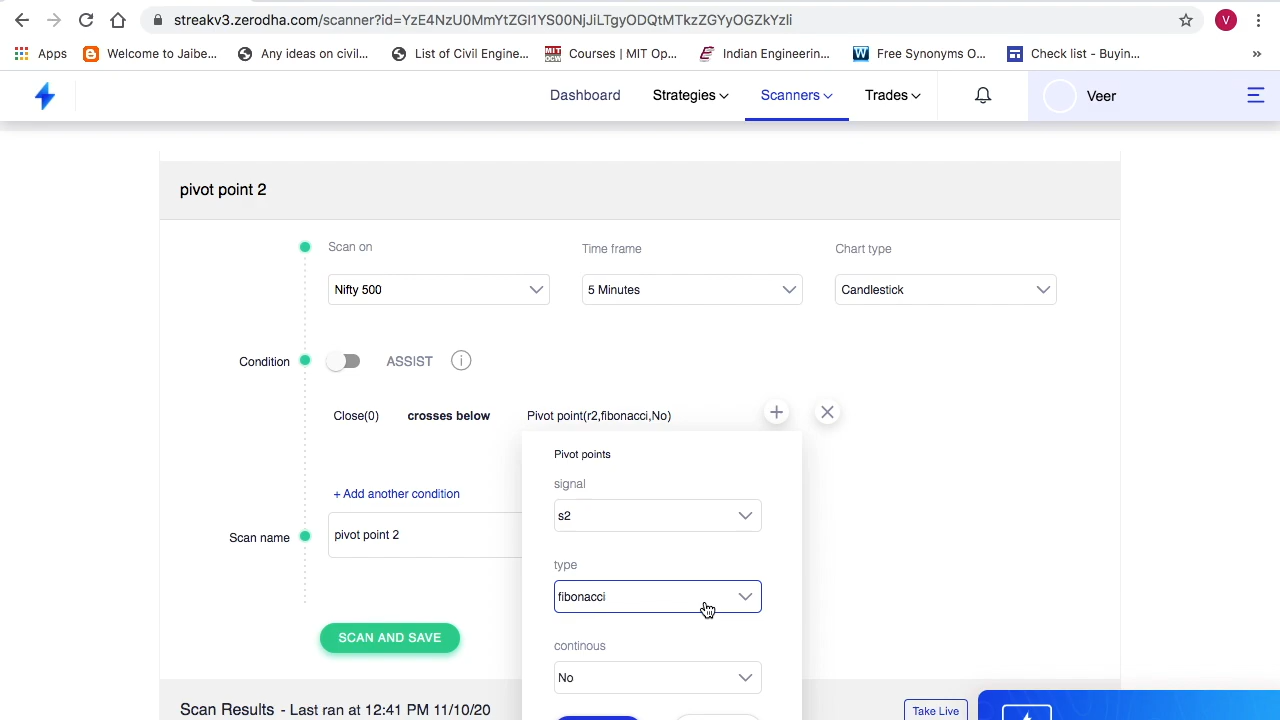 streakv3.zerodha.com/scanner?id=YzE4NzU0MmYtZGI1YS00NjJiLTgyODQtMTkzZGYyOGZkYzli
V
Apps Welcome to Jaibe... Any ideas on civil... List of Civil Engine... MIT OCW Courses | MIT Op... Indian Engineerin... W Free Synonyms O... Check list - Buyin... »
Dashboard Strategies Scanners Trades Veer
pivot point 2
Scan on Time frame Chart type
Nifty 500 5 Minutes Candlestick
Condition ASSIST i
Close(0) crosses below Pivot point(r2,fibonacci,No)
Pivot points
signal
+ Add another condition
s2
Scan name pivot point 2
type
fibonacci
SCAN AND SAVE
continous
No
Scan Results - Last ran at 12:41 PM 11/10/20 Take Live